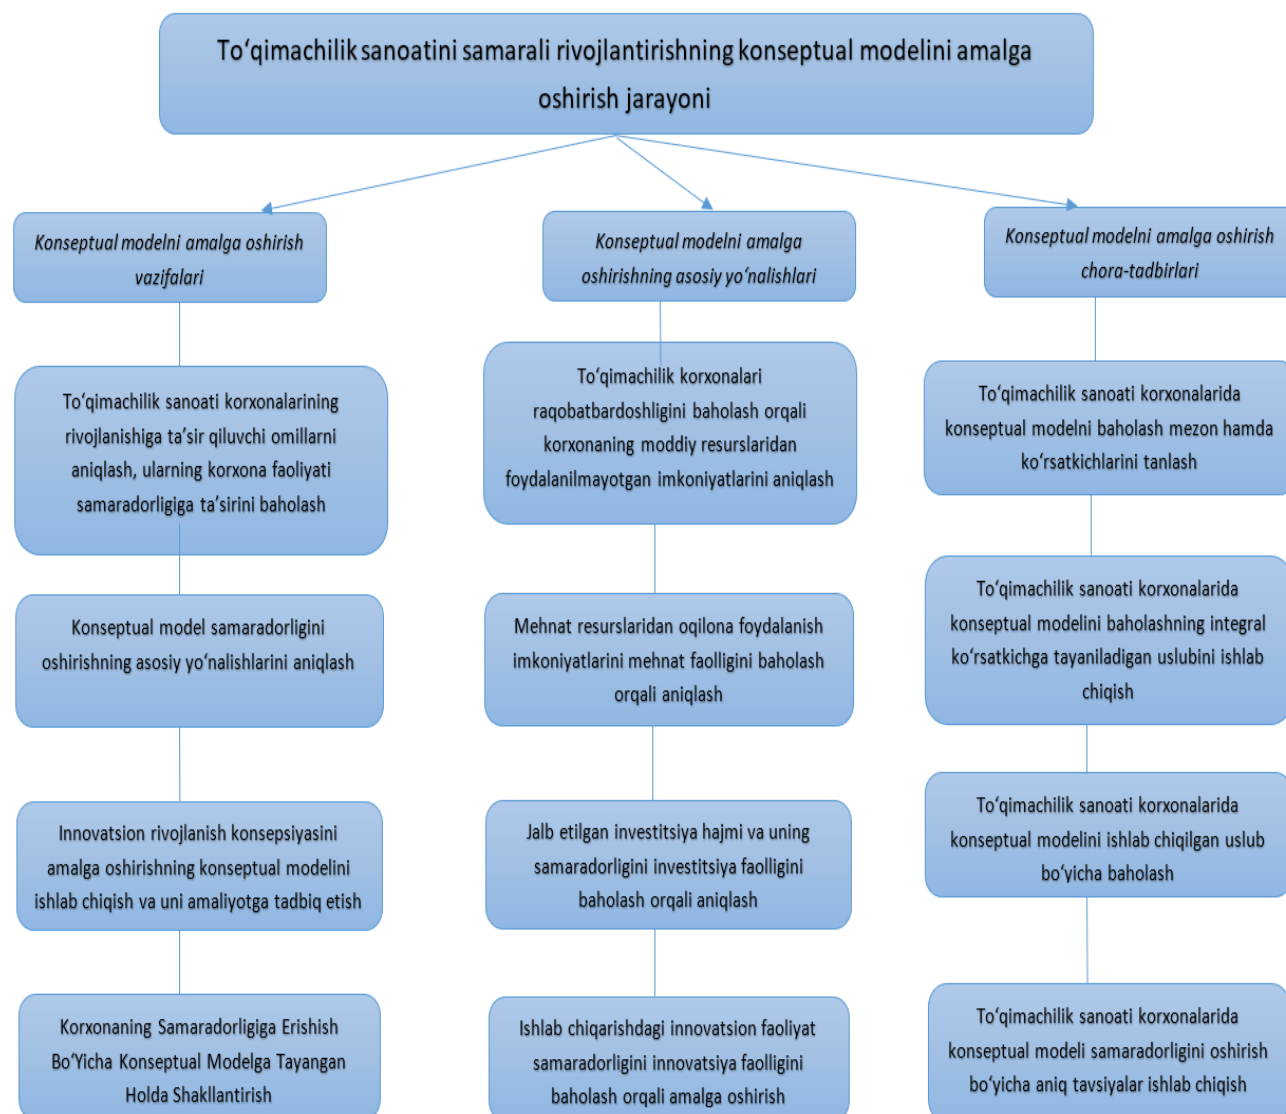 To‘qimachilik sanoatini samarali rivojlantirishning konseptual modelini amalga
oshirish jarayoni
Konseptual modelni amalga oshirish
vazifalari
To‘qimachilik sanoati korxonalarining
rivojlanishiga ta’sir qiluvchi omillarni
aniqlash, ularning korxona faoliyati
samaradorligiga ta’sirini baholash
Konseptual model samaradorligini
oshirishning asosiy yo‘nalishlarini aniqlash
Innovatsion rivojlanish konsepsiyasini
amalga oshirishning konseptual modelini
ishlab chiqish va uni amaliyotga tadbiq etish
Korxonaning Samaradorligiga Erishish
Bo‘Yicha Konseptual Modelga Tayangan
Holda Shakllantirish
Konseptual modelni amalga
oshirishning asosiy yo‘nalishlari
To‘qimachilik korxonalari
raqobatbardoshligini baholash orqali
korxonaning moddiy resurslaridan
foydalanilmayotgan imkoniyatlarini aniqlash
Mehnat resurslaridan oqilona foydalanish
imkoniyatlarini mehnat faolligini baholash
orqali aniqlash
Jalb etilgan investitsiya hajmi va uning
samaradorligini investitsiya faolligini
baholash orqali aniqlash
Ishlab chiqarishdagi innovatsion faoliyat
samaradorligini innovatsiya faolligini
baholash orqali amalga oshirish
Konseptual modelni amalga oshirish
chora-tadbirlari
To‘qimachilik sanoati korxonalarida
konseptual modelni baholash mezon hamda
ko‘rsatkichlarini tanlash
To‘qimachilik sanoati korxonalarida
konseptual modelini baholashning integral
ko‘rsatkichga tayaniladigan uslubini ishlab
chiqish
To‘qimachilik sanoati korxonalarida
konseptual modelini ishlab chiqilgan uslub
bo‘yicha baholash
To‘qimachilik sanoati korxonalarida
konseptual modeli samaradorligini oshirish
bo‘yicha aniq tavsiyalar ishlab chiqish